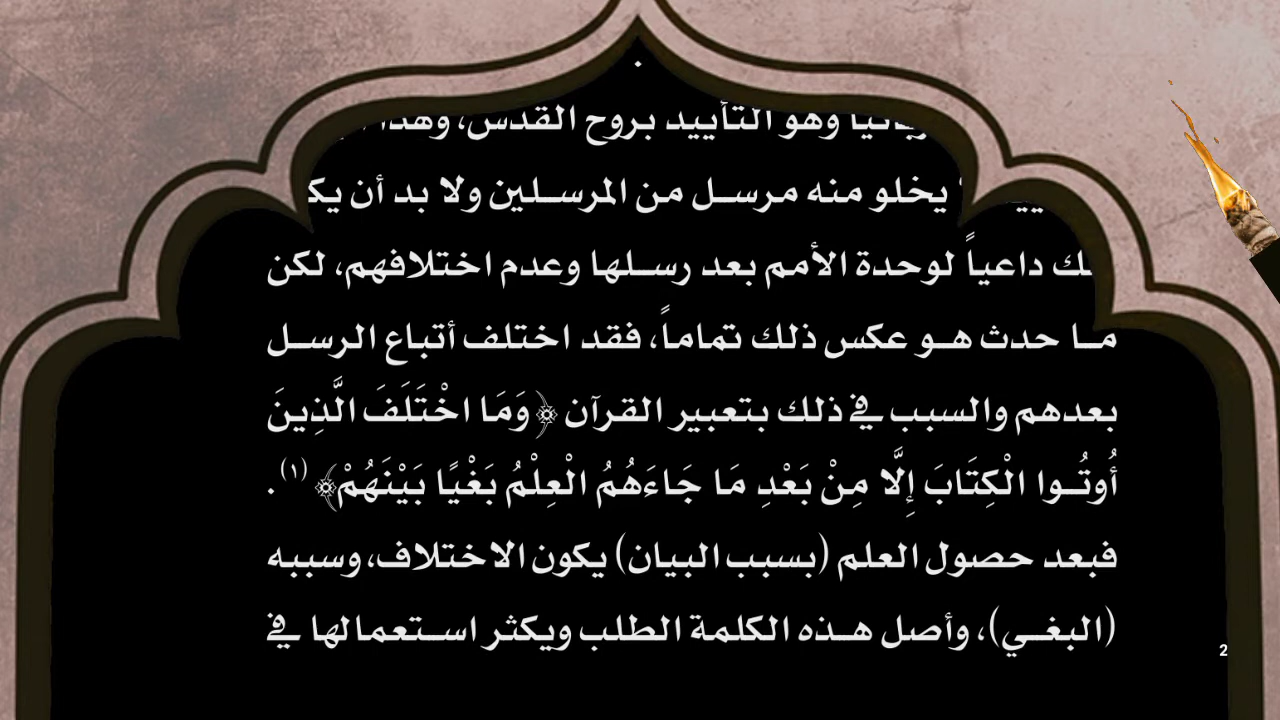 وهو التأييد بروح القدس، وهذا
يخلو منه مرسل من المرسلين ولا بد أن
داعياً لوحدة الأمم بعد رسلها وعدم اختلافهم، لكن
ما حدث هو عكس ذلك تماماً، فقد اختلف أتباع الرسل
بعدهم والسبب في ذلك بتعبير القرآن ﴿وَمَا اخْتَلَفَ الَّذِينَ
أُوتُوا الْكِتَابَ إِلَّا مِنْ بَعْدِ مَا جَاءَهُمُ الْعِلْمُ بَغْيًا بَيْنَهُمْ﴾(١).
فبعد حصول العلم (بسبب البيان) يكون الاختلاف، وسببه
(البغي)، وأصل هذه الكلمة الطلب ويكثر استعمالها في
2